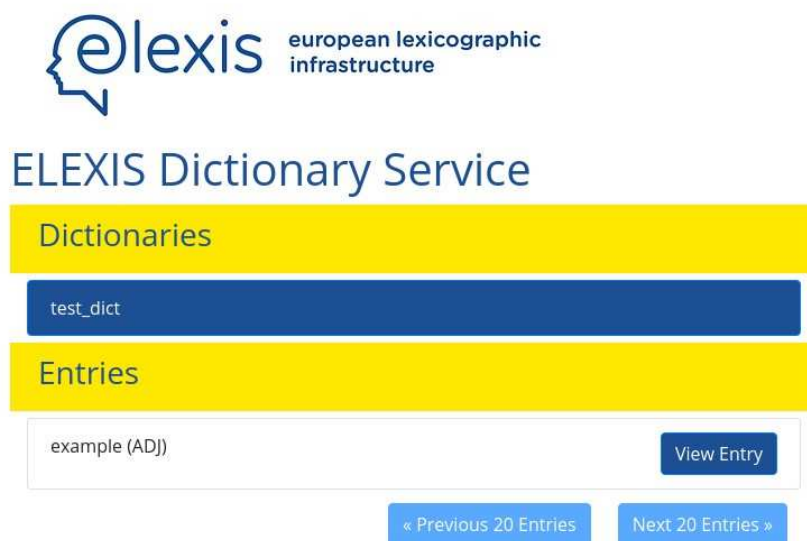 elexis european lexicographic
infrastructure
ELEXIS Dictionary Service
Dictionaries
test_dict
Entries
example (ADJ) View Entry
« Previous 20 Entries Next 20 Entries »